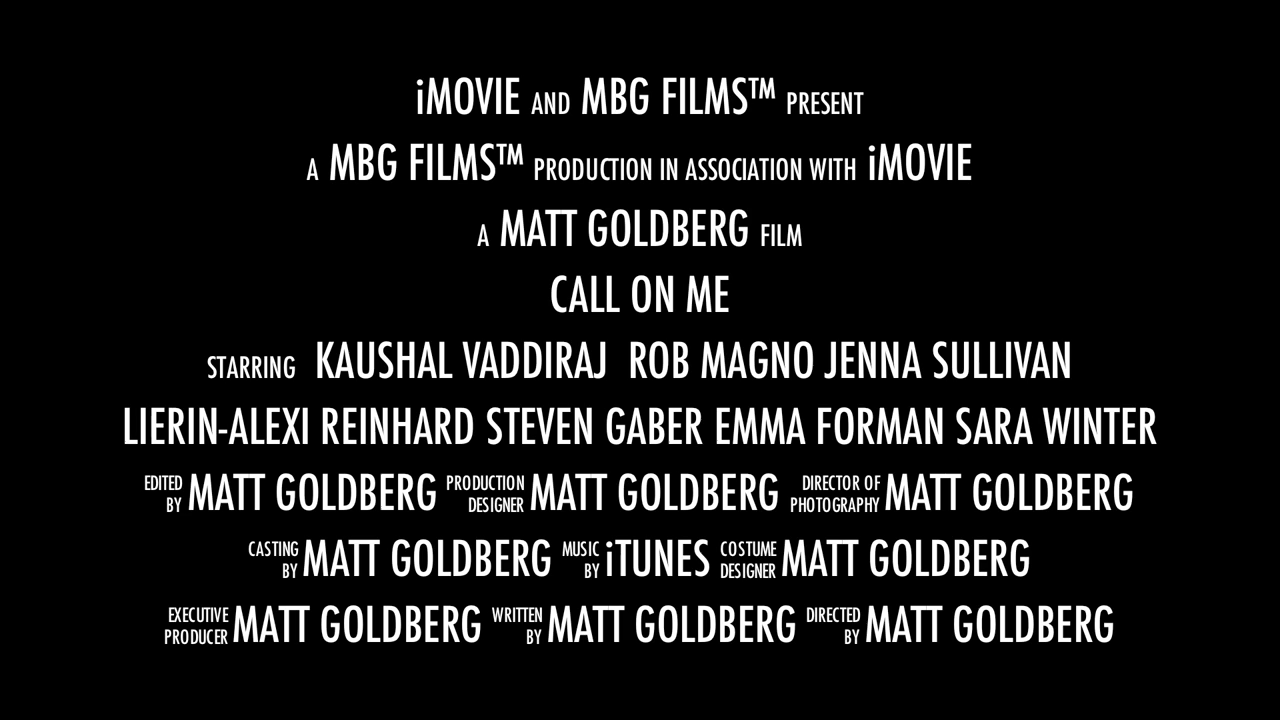 iMOVIE AND MBG FILMS™ PRESENT
A MBG FILMS™ PRODUCTION IN ASSOCIATION WITH iMOVIE
A MATT GOLDBERG FILM
CALL ON ME
STARRING KAUSHAL VADDIRAJ ROB MAGNO JENNA SULLIVAN
LIERIN-ALEXI REINHARD STEVEN GABER EMMA FORMAN SARA WINTER
EDITED BY MATT GOLDBERG PRODUCTION DESIGNER MATT GOLDBERG DIRECTOR OF PHOTOGRAPHY MATT GOLDBERG
CASTING BY MATT GOLDBERG MUSIC BY iTUNES COSTUME DESIGNER MATT GOLDBERG
EXECUTIVE PRODUCER MATT GOLDBERG WRITTEN BY MATT GOLDBERG DIRECTED BY MATT GOLDBERG